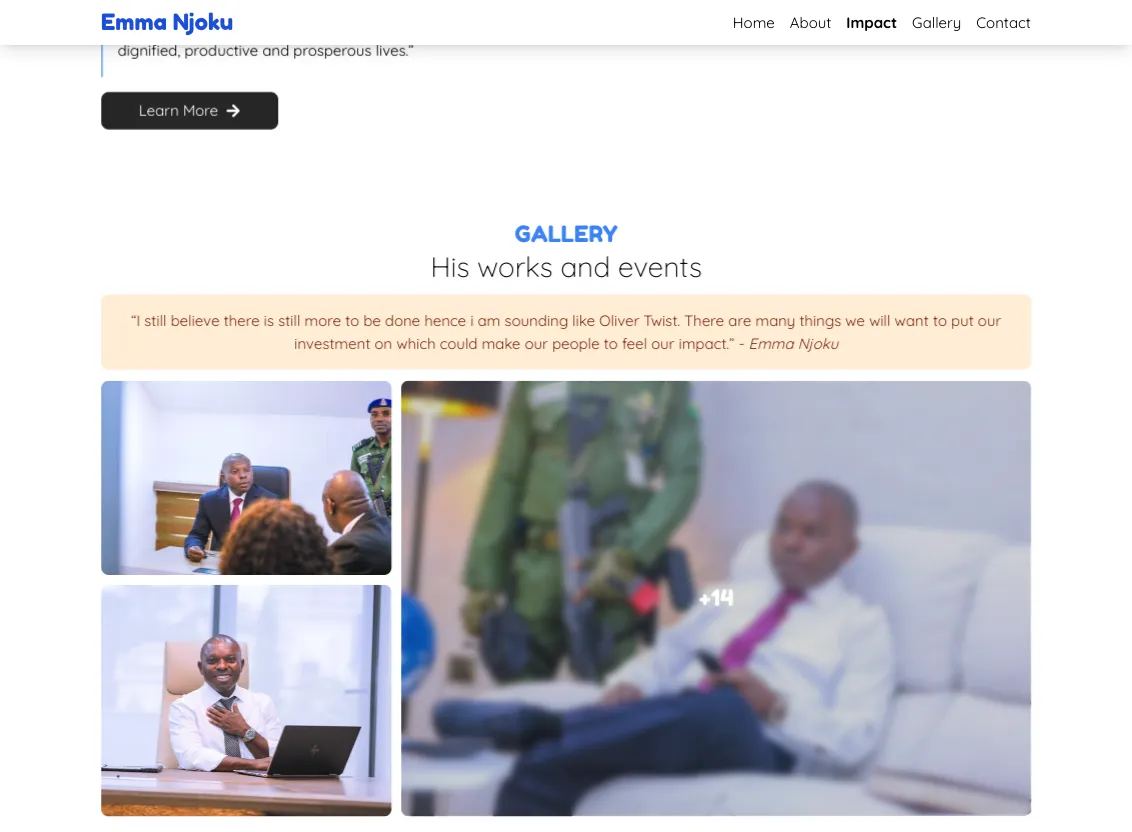 Emma Njoku
Home About Impact Gallery Contact
dignified, productive and prosperous lives.”
Learn More
GALLERY
His works and events
“I still believe there is still more to be done hence i am sounding like Oliver Twist. There are many things we will want to put our
investment on which could make our people to feel our impact.” - Emma Njoku
+14